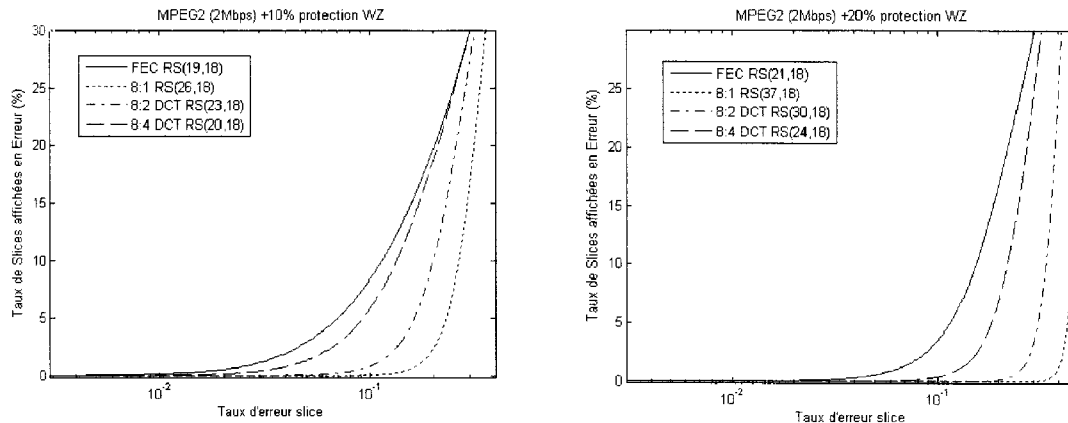 MPEG2 (2Mbps) +10% protection WZ
30
25
20
15
10
5
0
Taux de Slices affichées en Erreur (%)
FEC RS(19,18)
8:1 RS(26,18)
8:2 DCT RS(23,18)
8:4 DCT RS(20,18)
10-2
10-1
Taux d'erreur slice
MPEG2 (2Mbps) +20% protection WZ
25
20
15
10
5
0
Taux de Slices affichées en Erreur (%)
FEC RS(21,18)
8:1 RS(37,18)
8:2 DCT RS(30,18)
8:4 DCT RS(24,18)
10-2
10-1
Taux d'erreur slice